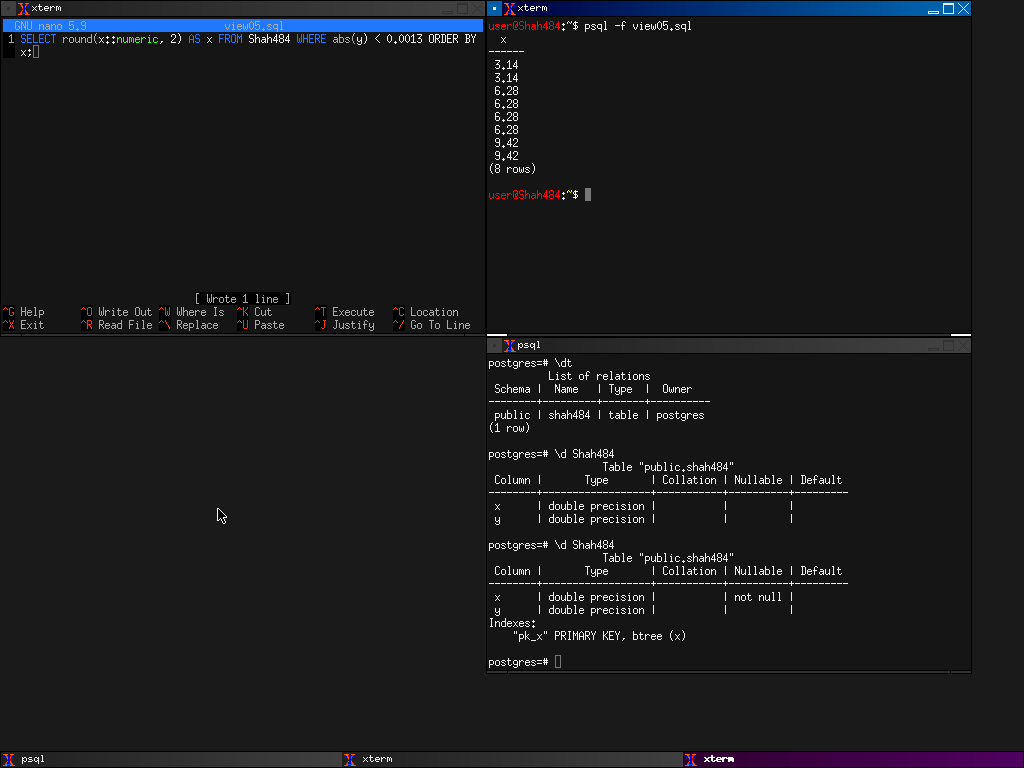 xterm
GNU nano 5.9 view05.sql
1 SELECT round(x::numeric, 2) AS x FROM Shah484 WHERE abs(y) < 0.0013 ORDER BY
x;
[ Wrote 1 line ]
^G Help ^O Write Out ^W Where Is ^K Cut ^T Execute ^C Location
^X Exit ^R Read File ^\ Replace ^U Paste ^J Justify ^/ Go To Line
xterm
user@Shah484:~$ psql -f view05.sql
x
------
3.14
3.14
6.28
6.28
6.28
6.28
9.42
9.42
(8 rows)
user@Shah484:~$
psql
postgres=# \dt
List of relations
Schema | Name | Type | Owner
--------+---------+-------+----------
public | shah484 | table | postgres
(1 row)
postgres=# \d Shah484
Table "public.shah484"
Column | Type | Collation | Nullable | Default
--------+------------------+-----------+----------+---------
x | double precision | | |
y | double precision | | |
postgres=# \d Shah484
Table "public.shah484"
Column | Type | Collation | Nullable | Default
--------+------------------+-----------+----------+---------
x | double precision | | not null |
y | double precision | | |
Indexes:
"pk_x" PRIMARY KEY, btree (x)
postgres=#
psql xterm xterm